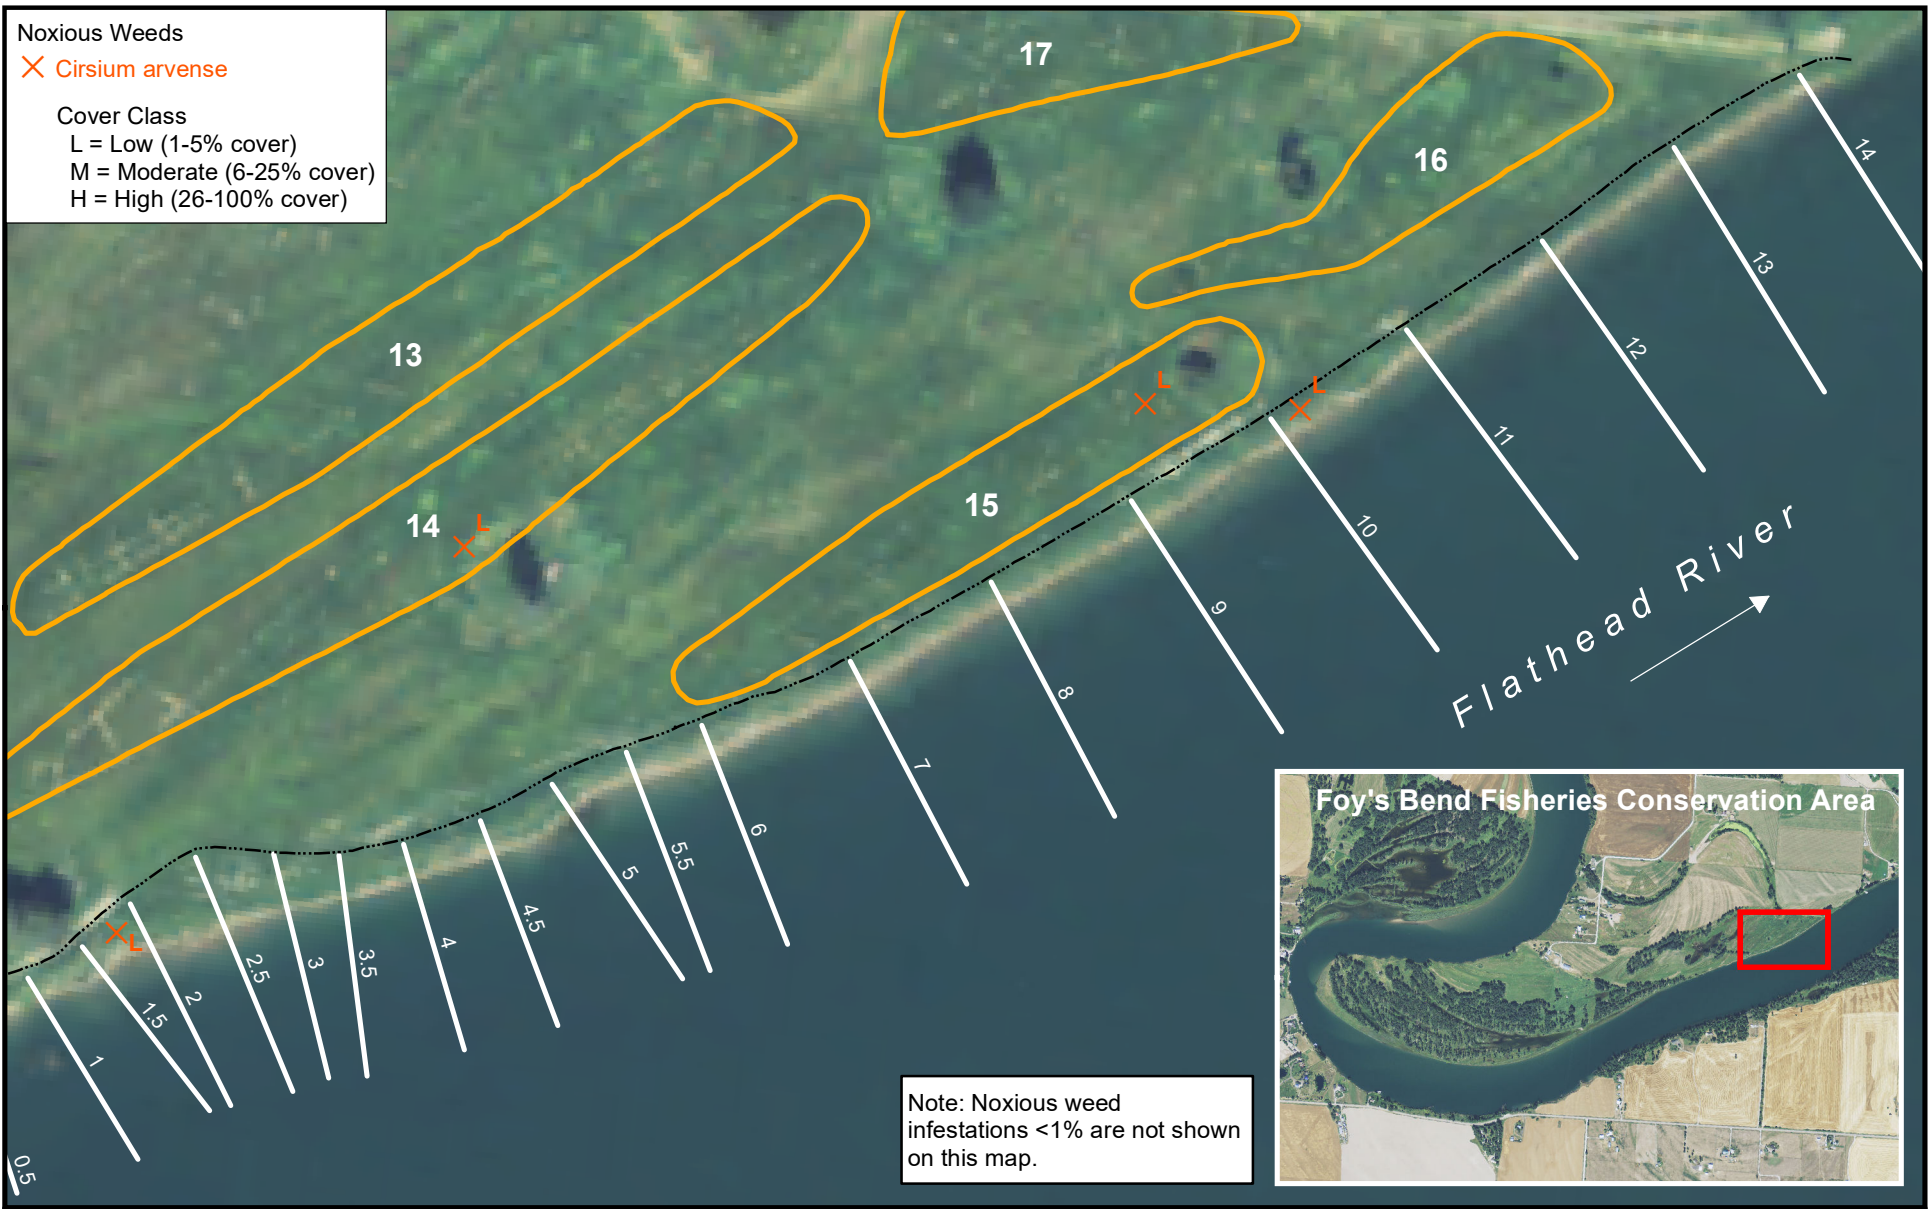 Noxious Weeds
Cirsium arvense
Cover Class
L = Low (1-5% cover)
M = Moderate (6-25% cover)
H = High (26-100% cover)
17
16
13
14
15
L
L
L
L
14
13
12
11
10
9
8
7
6
5.5
5
4.5
4
3.5
3
2.5
2
1.5
1
0.5
Flathead River
Foy's Bend Fisheries Conservation Area
Note: Noxious weed
infestations <1% are not shown
on this map.